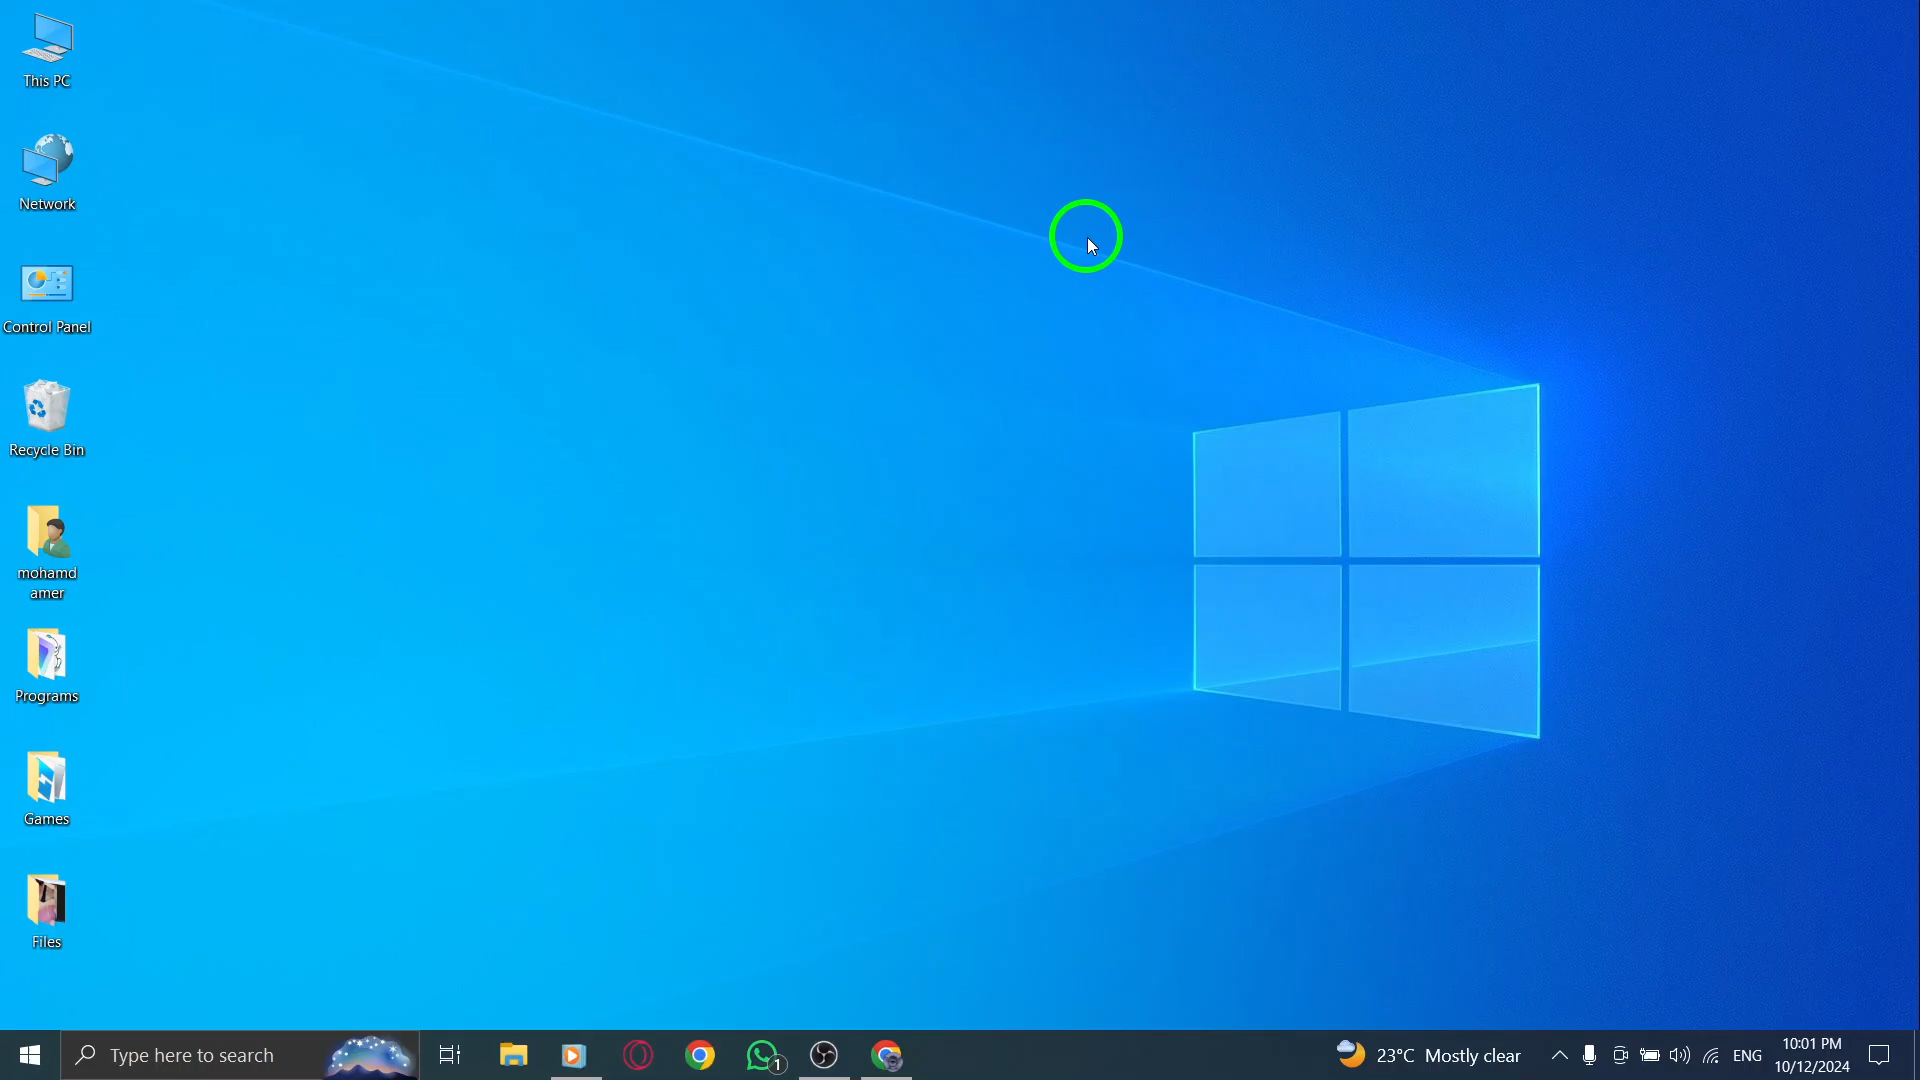 This PC
Network
Control Panel
Recycle Bin
mohamd
amer
Programs
Games
Files
Type here to search
1
23°C Mostly clear
ENG
10:01 PM
10/12/2024